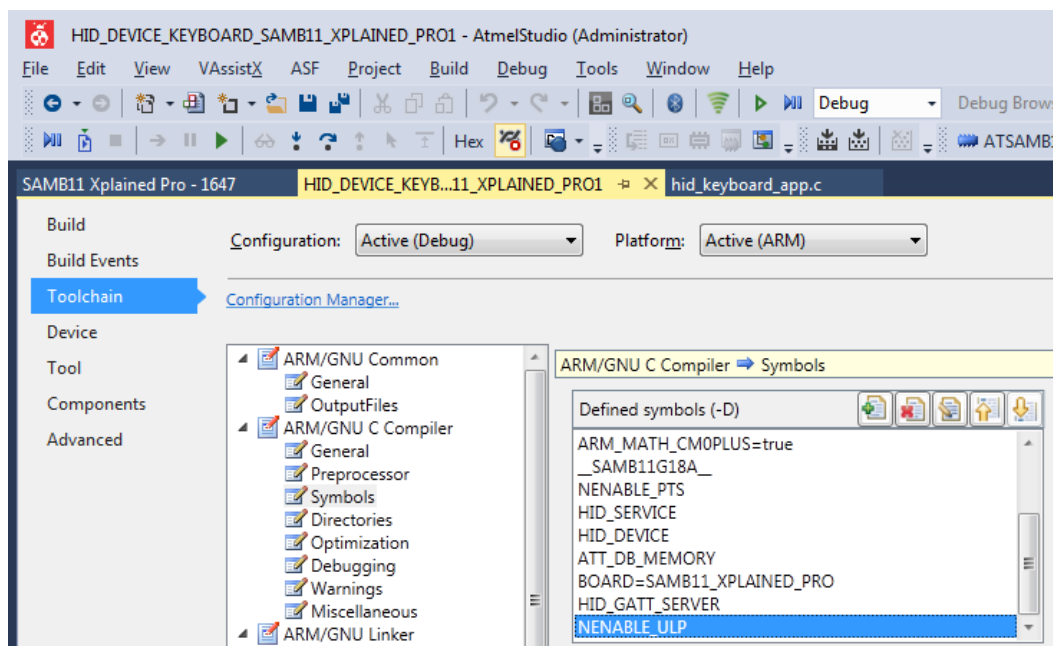 HID_DEVICE_KEYBOARD_SAMB11_XPLAINED_PRO1 - AtmelStudio (Administrator)
File Edit View VAssistX ASF Project Build Debug Tools Window Help
Debug Debug Brows
Hex ATSAMB
SAMB11 Xplained Pro - 1647 HID_DEVICE_KEYB...11_XPLAINED_PRO1 hid_keyboard_app.c
Build
Build Events
Toolchain
Device
Tool
Components
Advanced
Configuration: Active (Debug) Platform: Active (ARM)
Configuration Manager...
ARM/GNU Common
General
OutputFiles
ARM/GNU C Compiler
General
Preprocessor
Symbols
Directories
Optimization
Debugging
Warnings
Miscellaneous
ARM/GNU Linker
ARM/GNU C Compiler Symbols
Defined symbols (-D)
ARM_MATH_CM0PLUS=true
__SAMB11G18A__
NENABLE_PTS
HID_SERVICE
HID_DEVICE
ATT_DB_MEMORY
BOARD=SAMB11_XPLAINED_PRO
HID_GATT_SERVER
NENABLE_ULP